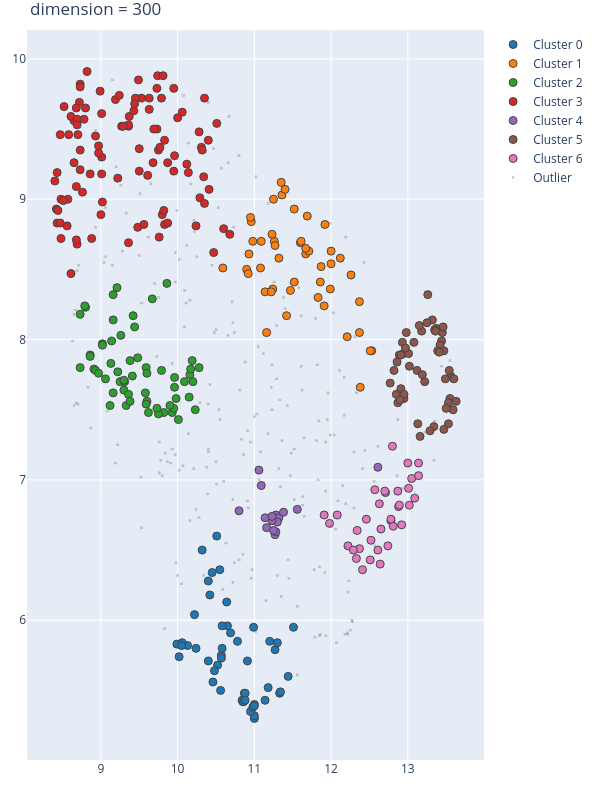 dimension = 300
10
9
8
7
6
9
10
11
12
13
Cluster 0
Cluster 1
Cluster 2
Cluster 3
Cluster 4
Cluster 5
Cluster 6
Outlier